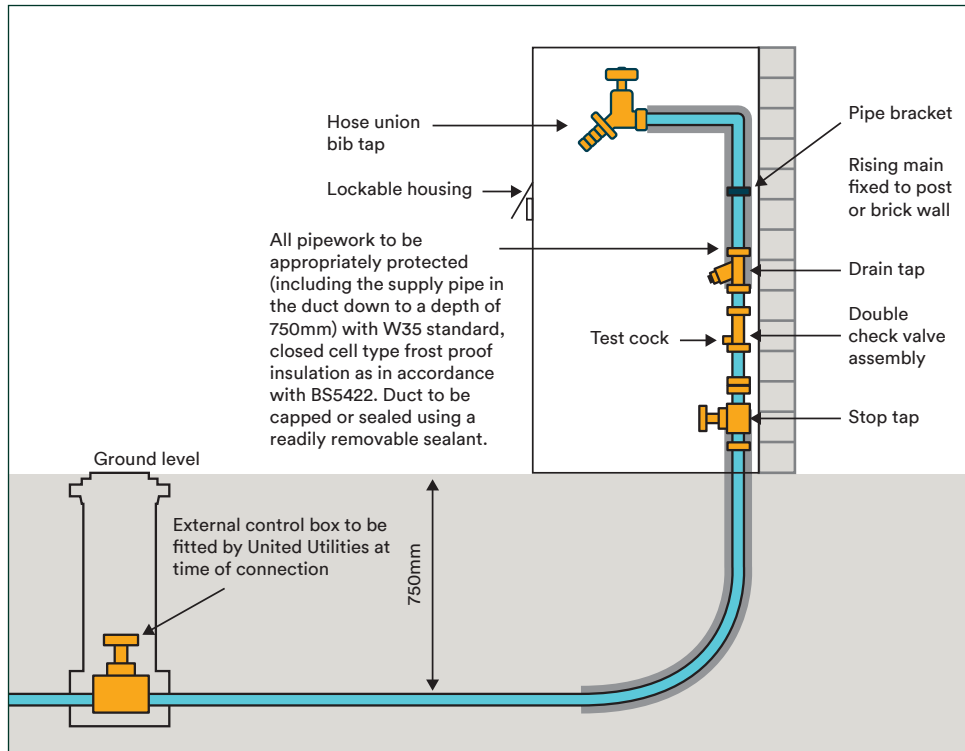 Hose union
bib tap
Lockable housing
All pipework to be
appropriately protected
(including the supply pipe in
the duct down to a depth of
750mm) with W35 standard,
closed cell type frost proof
insulation as in accordance
with BS5422. Duct to be
capped or sealed using a
readily removable sealant.
Pipe bracket
Rising main
fixed to post
or brick wall
Drain tap
Double
check valve
assembly
Test cock
Stop tap
Ground level
External control box to be
fitted by United Utilities at
time of connection
750mm